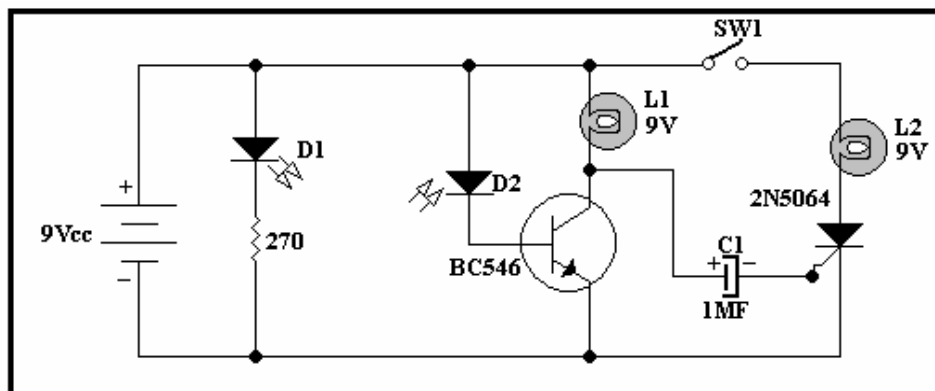 SW1
L1
9V
L2
9V
D1
D2
2N5064
+
9Vcc
−
270
BC546
C1
+ −
1MF